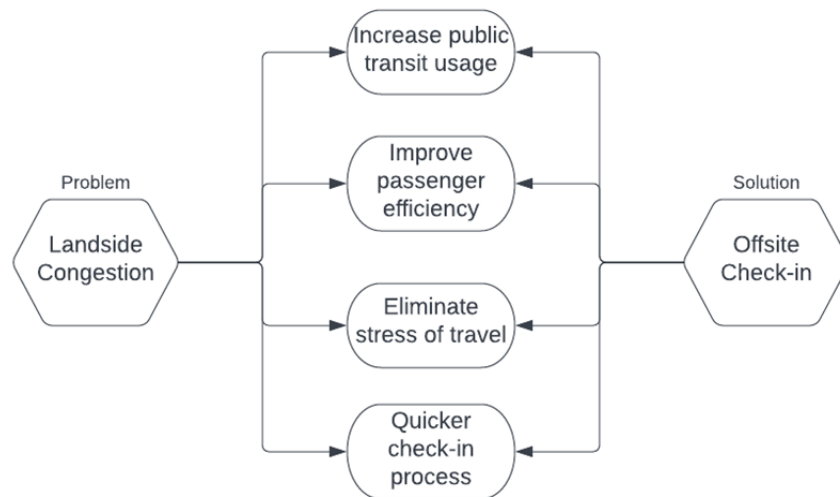 Problem
Landside
Congestion
Increase public
transit usage
Improve
passenger
efficiency
Eliminate
stress of travel
Quicker
check-in
process
Solution
Offsite
Check-in